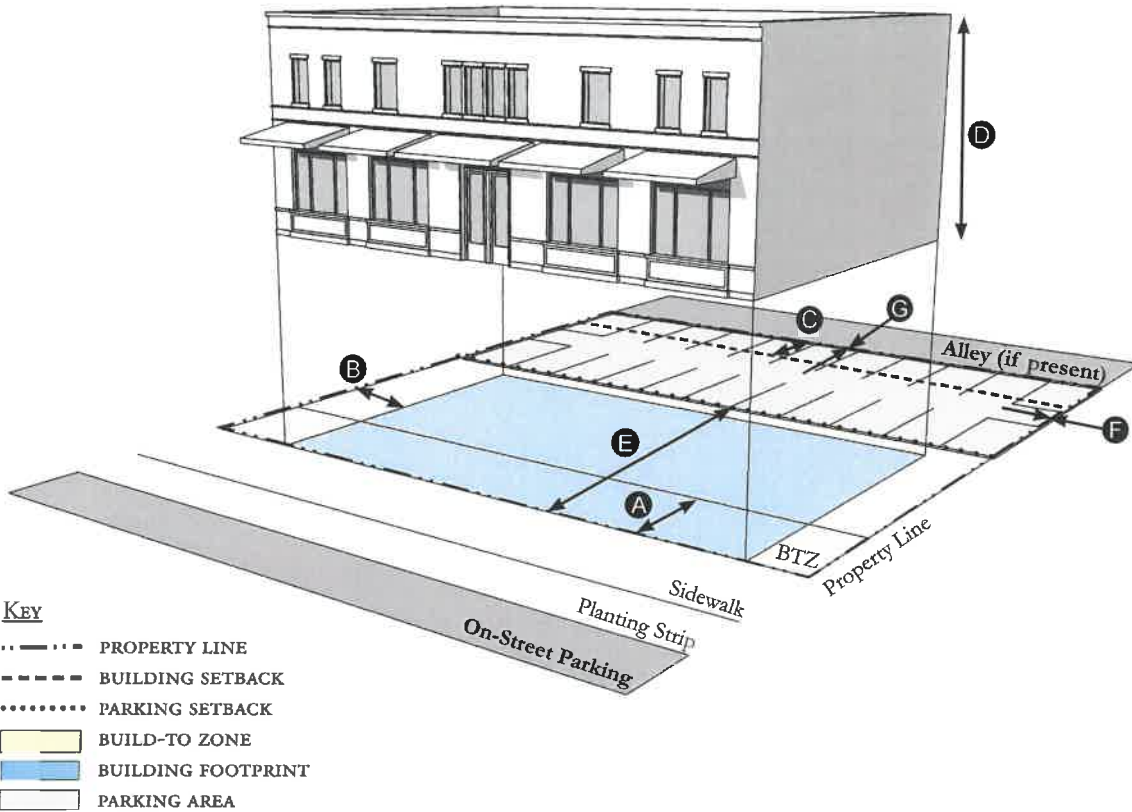 D
C
G
Alley (if present)
B
F
E
A
BTZ
Property Line
Sidewalk
Planting Strip
On-Street Parking
KEY
PROPERTY LINE
BUILDING SETBACK
PARKING SETBACK
BUILD-TO ZONE
BUILDING FOOTPRINT
PARKING AREA